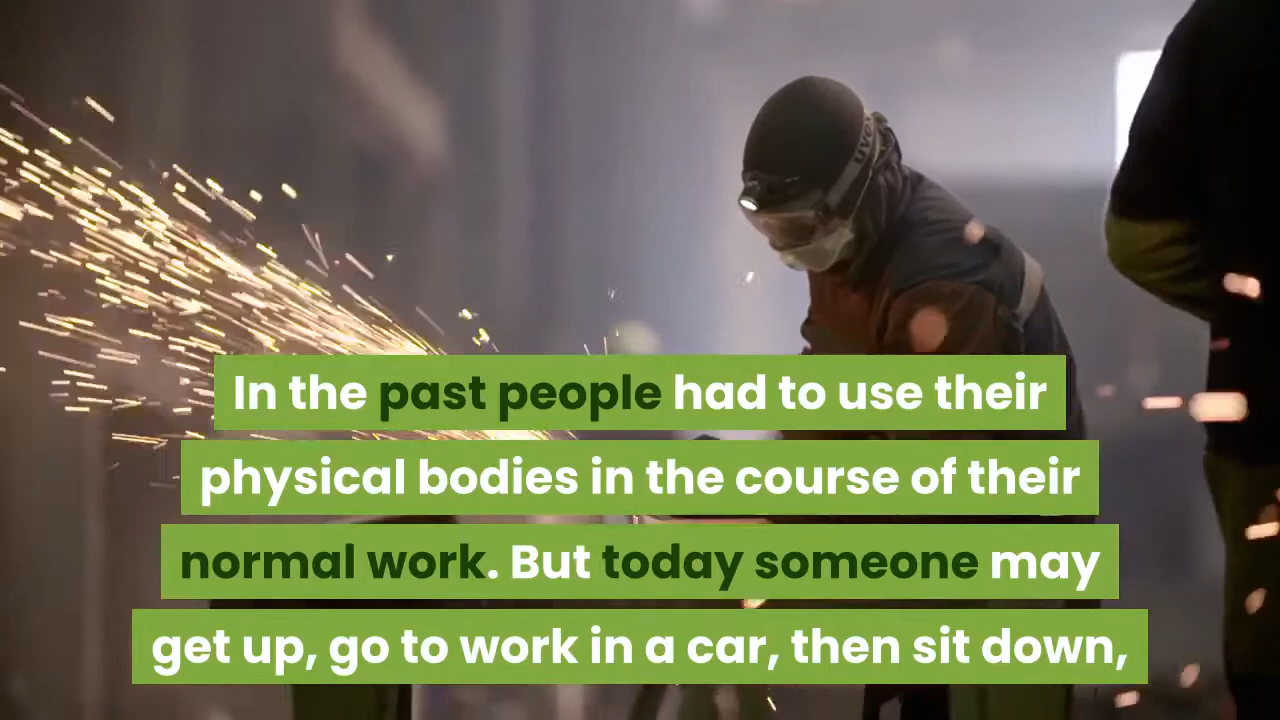 uvex
In the past people had to use their
physical bodies in the course of their
normal work. But today someone may
get up, go to work in a car, then sit down,